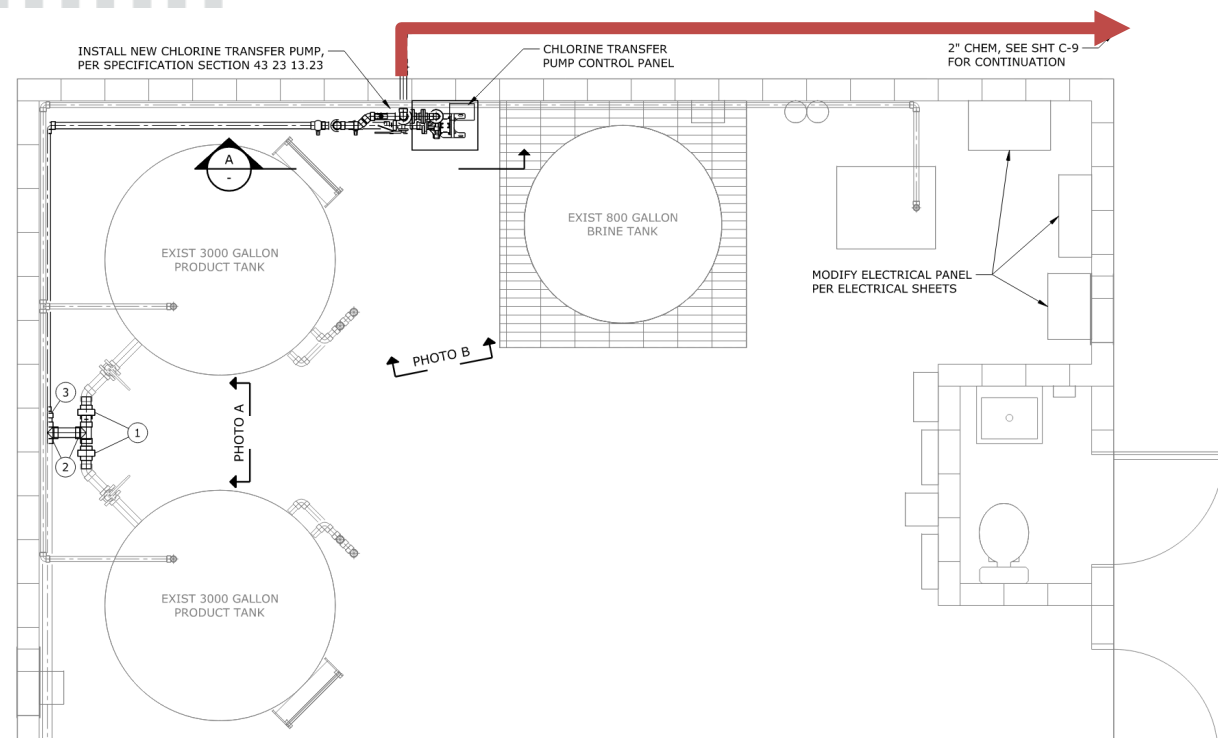 INSTALL NEW CHLORINE TRANSFER PUMP,
PER SPECIFICATION SECTION 43 23 13.23
CHLORINE TRANSFER
PUMP CONTROL PANEL
2" CHEM, SEE SHT C-9
FOR CONTINUATION
A
-
EXIST 3000 GALLON
PRODUCT TANK
EXIST 800 GALLON
BRINE TANK
MODIFY ELECTRICAL PANEL
PER ELECTRICAL SHEETS
PHOTO B
3
1
2
PHOTO A
EXIST 3000 GALLON
PRODUCT TANK